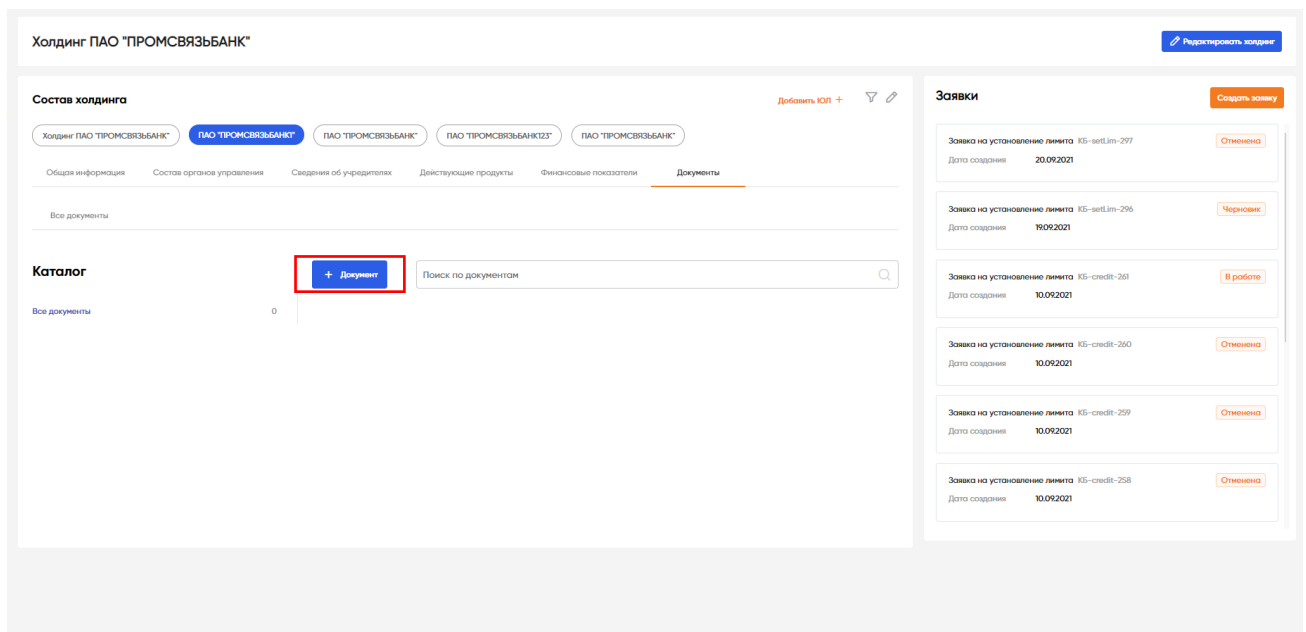 Холдинг ПАО "ПРОМСВЯЗЬБАНК"
Редактировать холдинг
Состав холдинга
Добавить ЮЛ +
Холдинг ПАО "ПРОМСВЯЗЬБАНК"
ПАО "ПРОМСВЯЗЬБАНК1"
ПАО "ПРОМСВЯЗЬБАНК"
ПАО "ПРОМСВЯЗЬБАНК123"
ПАО "ПРОМСВЯЗЬБАНК"
Общая информация
Состав органов управления
Сведения об учредителях
Действующие продукты
Финансовые показатели
Документы
Все документы
Каталог
+ Документ
Поиск по документам
Все документы 0
Заявки
Создать заявку
Заявка на установление лимита КБ-setLim-297 Отменена
Дата создания 20.09.2021
Заявка на установление лимита КБ-setLim-296 Черновик
Дата создания 19.09.2021
Заявка на установление лимита КБ-credit-261 В работе
Дата создания 10.09.2021
Заявка на установление лимита КБ-credit-260 Отменена
Дата создания 10.09.2021
Заявка на установление лимита КБ-credit-259 Отменена
Дата создания 10.09.2021
Заявка на установление лимита КБ-credit-258 Отменена
Дата создания 10.09.2021